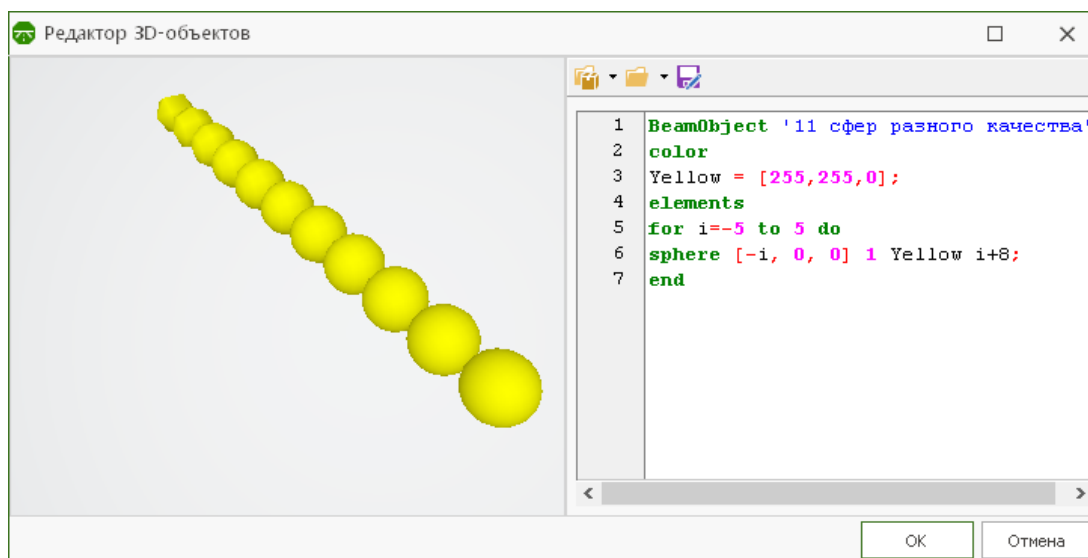 Редактор 3D-объектов
1 BeamObject '11 сфер разного качества'
2 color
3 Yellow = [255,255,0];
4 elements
5 for i=-5 to 5 do
6 sphere [-i, 0, 0] 1 Yellow i+8;
7 end
OK Отмена